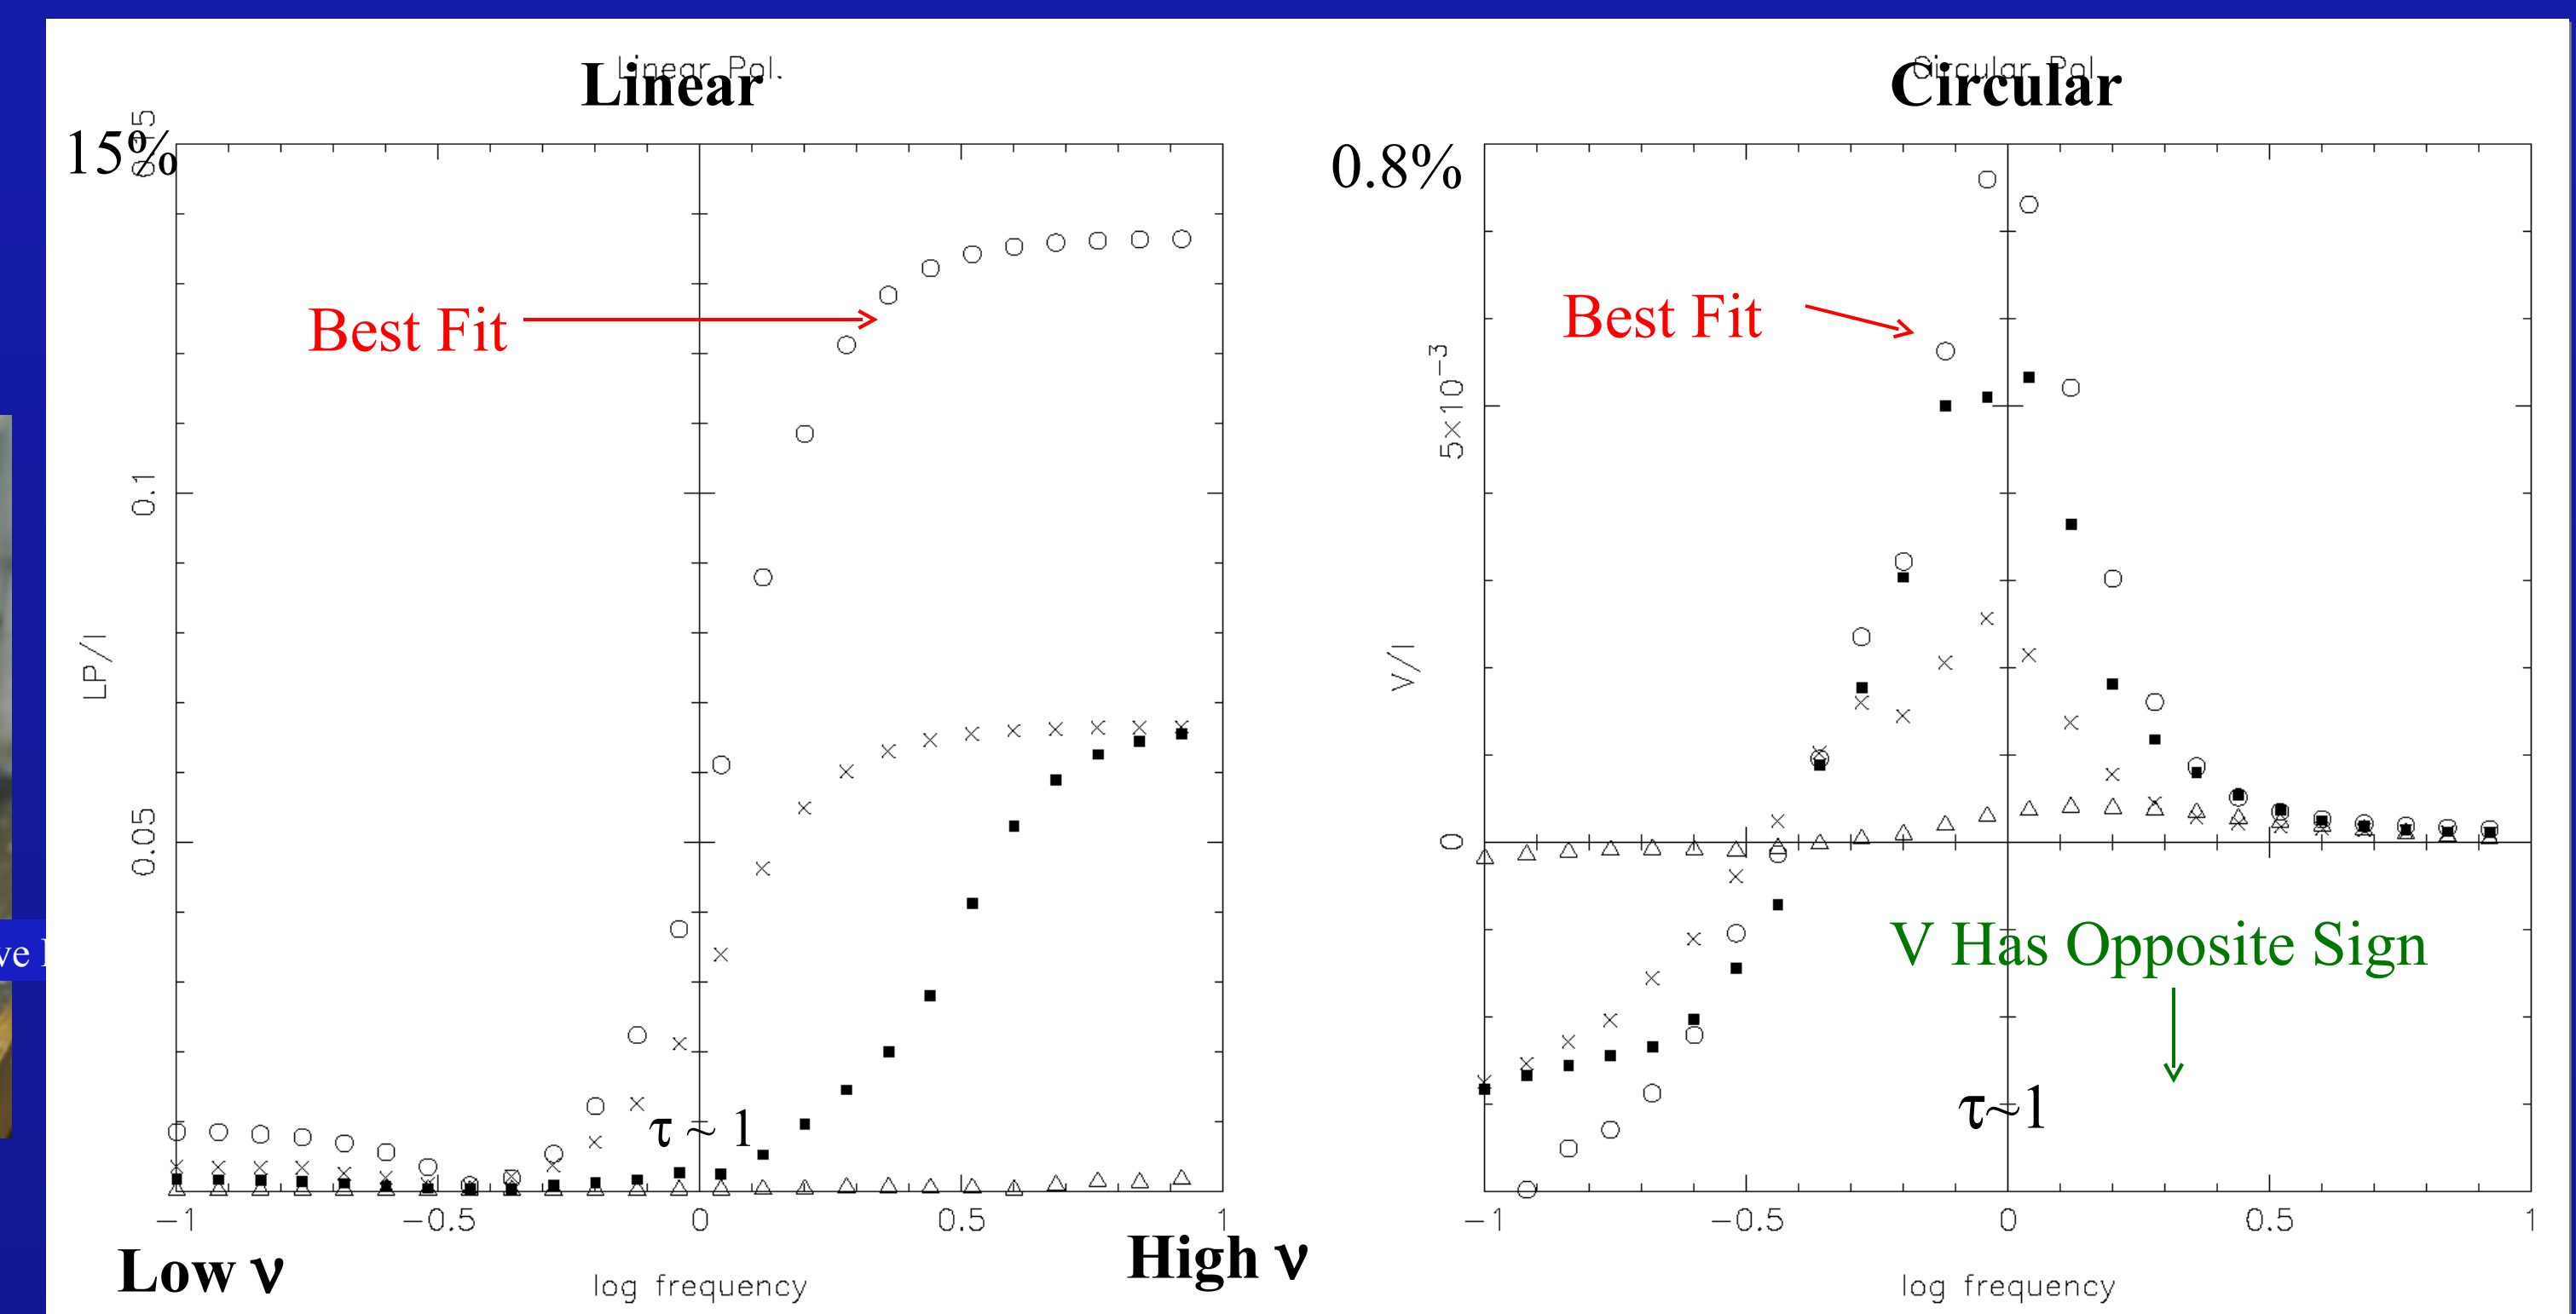 Linear Pol.
Linear
15%
0.15
Best Fit
0.1
LP/I
0.05
τ ~ 1
−1
−0.5
0
0.5
1
Low ν
log frequency
High ν
Circular Pol.
Circular
0.8%
Best Fit
5×10−3
V/I
0
V Has Opposite Sign
τ~1
−1
−0.5
0
0.5
1
log frequency